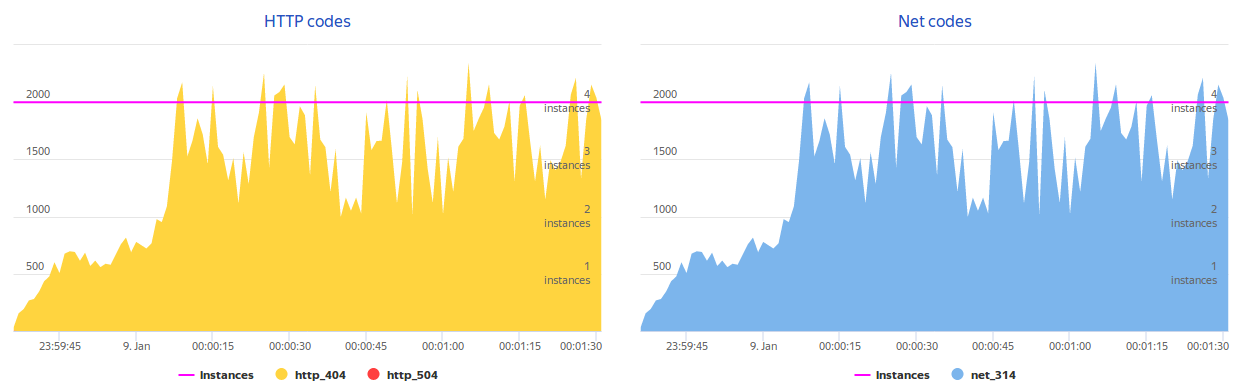 HTTP codes
2000
1500
1000
500
4
instances
3
instances
2
instances
1
instances
23:59:45
9. Jan
00:00:15
00:00:30
00:00:45
00:01:00
00:01:15
00:01:30
Instances
http_404
http_504
Net codes
2000
1500
1000
500
4
instances
3
instances
2
instances
1
instances
23:59:45
9. Jan
00:00:15
00:00:30
00:00:45
00:01:00
00:01:15
00:01:30
Instances
net_314